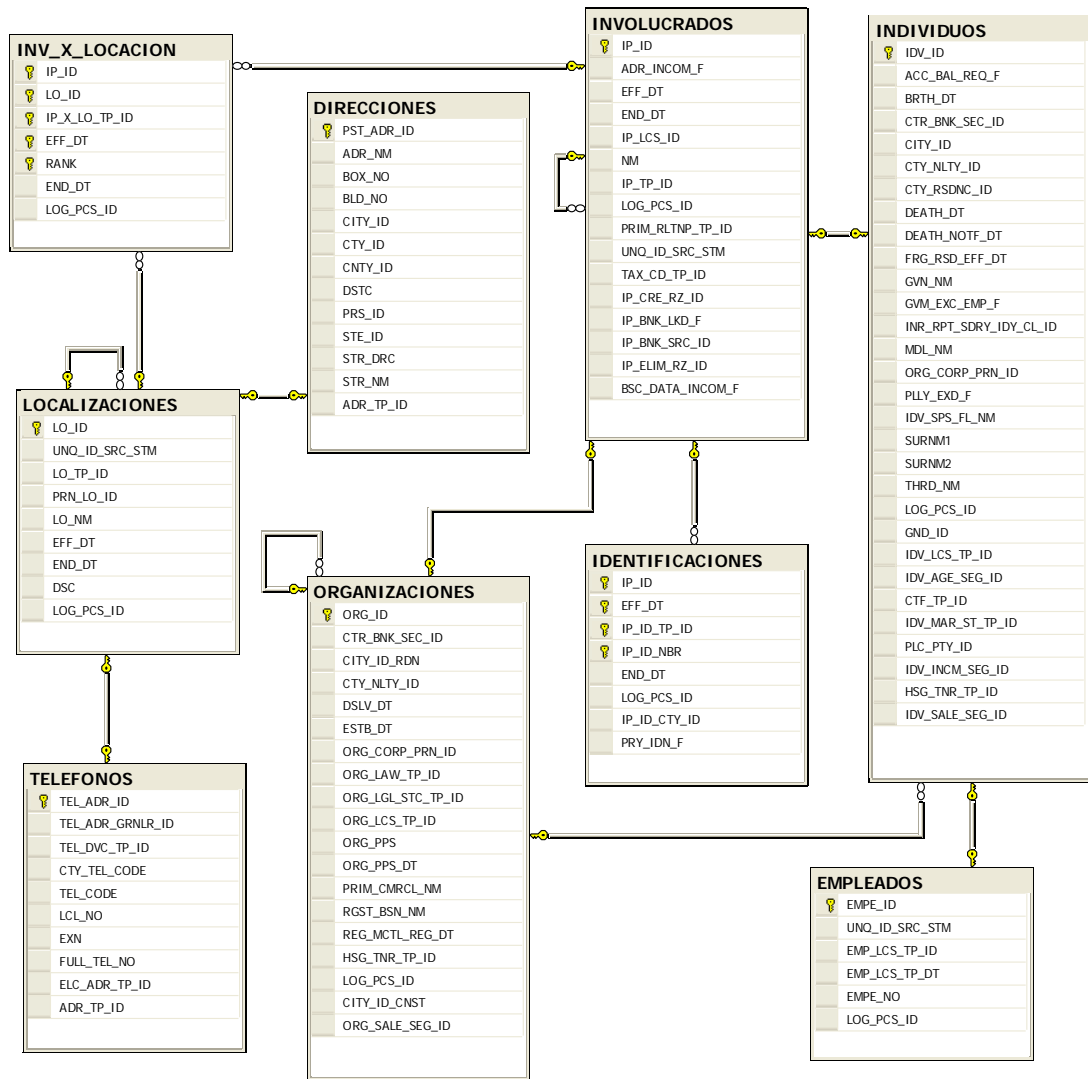 INV_X_LOCACION
IP_ID
LO_ID
IP_X_LO_TP_ID
EFF_DT
RANK
END_DT
LOG_PCS_ID
DIRECCIONES
PST_ADR_ID
ADR_NM
BOX_NO
BLD_NO
CITY_ID
CTY_ID
CNTY_ID
DSTC
PRS_ID
STE_ID
STR_DRC
STR_NM
ADR_TP_ID
INVOLUCRADOS
IP_ID
ADR_INCOM_F
EFF_DT
END_DT
IP_LCS_ID
NM
IP_TP_ID
LOG_PCS_ID
PRIM_RLTNP_TP_ID
UNQ_ID_SRC_STM
TAX_CD_TP_ID
IP_CRE_RZ_ID
IP_BNK_LKD_F
IP_BNK_SRC_ID
IP_ELIM_RZ_ID
BSC_DATA_INCOM_F
INDIVIDUOS
IDV_ID
ACC_BAL_REQ_F
BRTH_DT
CTR_BNK_SEC_ID
CITY_ID
CTY_NLTY_ID
CTY_RSDNC_ID
DEATH_DT
DEATH_NOTF_DT
FRG_RSD_EFF_DT
GVN_NM
GVM_EXC_EMP_F
INR_RPT_SDRY_IDY_CL_ID
MDL_NM
ORG_CORP_PRN_ID
PLLY_EXD_F
IDV_SPS_FL_NM
SURNM1
SURNM2
THRD_NM
LOG_PCS_ID
GND_ID
IDV_LCS_TP_ID
IDV_AGE_SEG_ID
CTF_TP_ID
IDV_MAR_ST_TP_ID
PLC_PTY_ID
IDV_INCM_SEG_ID
HSG_TNR_TP_ID
IDV_SALE_SEG_ID
LOCALIZACIONES
LO_ID
UNQ_ID_SRC_STM
LO_TP_ID
PRN_LO_ID
LO_NM
EFF_DT
END_DT
DSC
LOG_PCS_ID
ORGANIZACIONES
ORG_ID
CTR_BNK_SEC_ID
CITY_ID_RDN
CTY_NLTY_ID
DSLV_DT
ESTB_DT
ORG_CORP_PRN_ID
ORG_LAW_TP_ID
ORG_LGL_STC_TP_ID
ORG_LCS_TP_ID
ORG_PPS
ORG_PPS_DT
PRIM_CMRCL_NM
RGST_BSN_NM
REG_MCTL_REG_DT
HSG_TNR_TP_ID
LOG_PCS_ID
CITY_ID_CNST
ORG_SALE_SEG_ID
IDENTIFICACIONES
IP_ID
EFF_DT
IP_ID_TP_ID
IP_ID_NBR
END_DT
LOG_PCS_ID
IP_ID_CTY_ID
PRY_IDN_F
TELEFONOS
TEL_ADR_ID
TEL_ADR_GRNLR_ID
TEL_DVC_TP_ID
CTY_TEL_CODE
TEL_CODE
LCL_NO
EXN
FULL_TEL_NO
ELC_ADR_TP_ID
ADR_TP_ID
EMPLEADOS
EMPE_ID
UNQ_ID_SRC_STM
EMP_LCS_TP_ID
EMP_LCS_TP_DT
EMPE_NO
LOG_PCS_ID